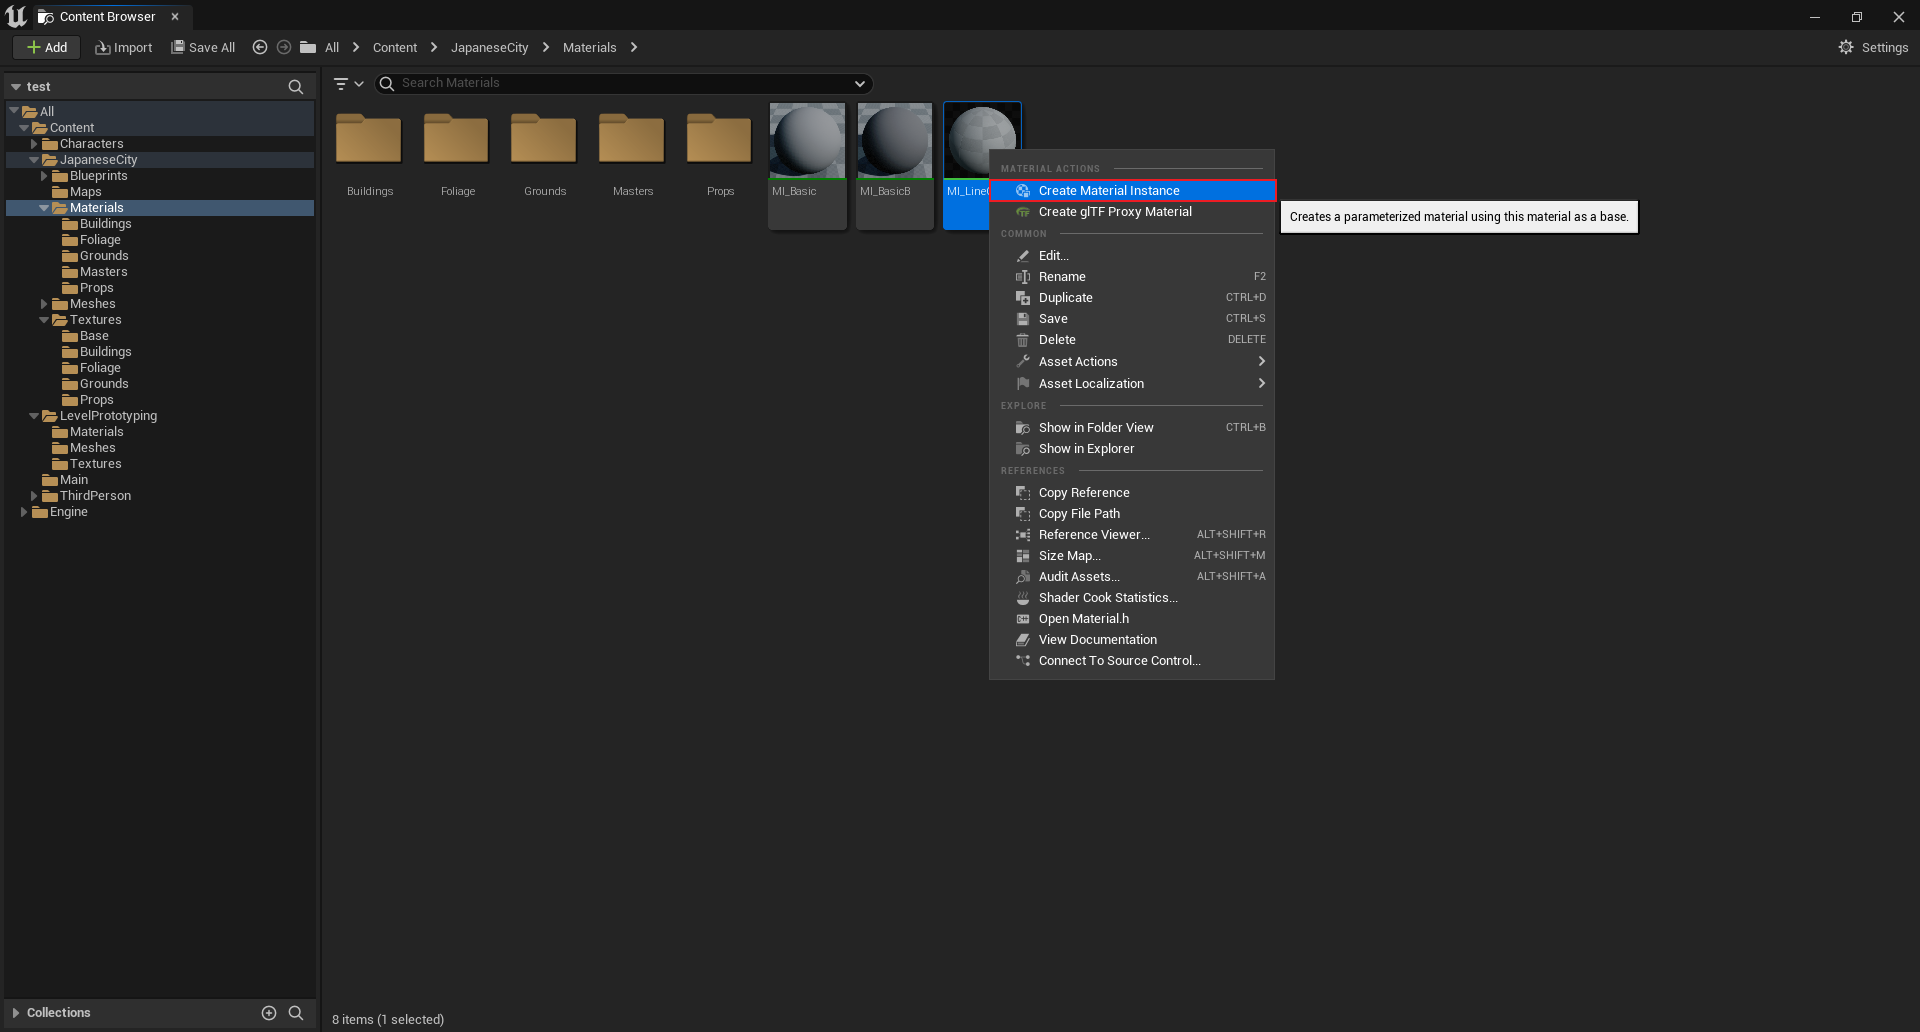 Content Browser
Add
Import
Save All
All
Content
JapaneseCity
Materials
Settings
test
All
Content
Characters
JapaneseCity
Blueprints
Maps
Materials
Buildings
Foliage
Grounds
Masters
Props
Meshes
Textures
Base
Buildings
Foliage
Grounds
Props
LevelPrototyping
Materials
Meshes
Textures
Main
ThirdPerson
Engine
Collections
Search Materials
Buildings
Foliage
Grounds
Masters
Props
MI_Basic
MI_BasicB
MATERIAL ACTIONS
Create Material Instance
Create glTF Proxy Material
COMMON
Edit...
Rename F2
Duplicate CTRL+D
Save CTRL+S
Delete DELETE
Asset Actions
Asset Localization
EXPLORE
Show in Folder View CTRL+B
Show in Explorer
REFERENCES
Copy Reference
Copy File Path
Reference Viewer... ALT+SHIFT+R
Size Map... ALT+SHIFT+M
Audit Assets... ALT+SHIFT+A
Shader Cook Statistics...
Open Material.h
View Documentation
Connect To Source Control...
Creates a parameterized material using this material as a base.
8 items (1 selected)